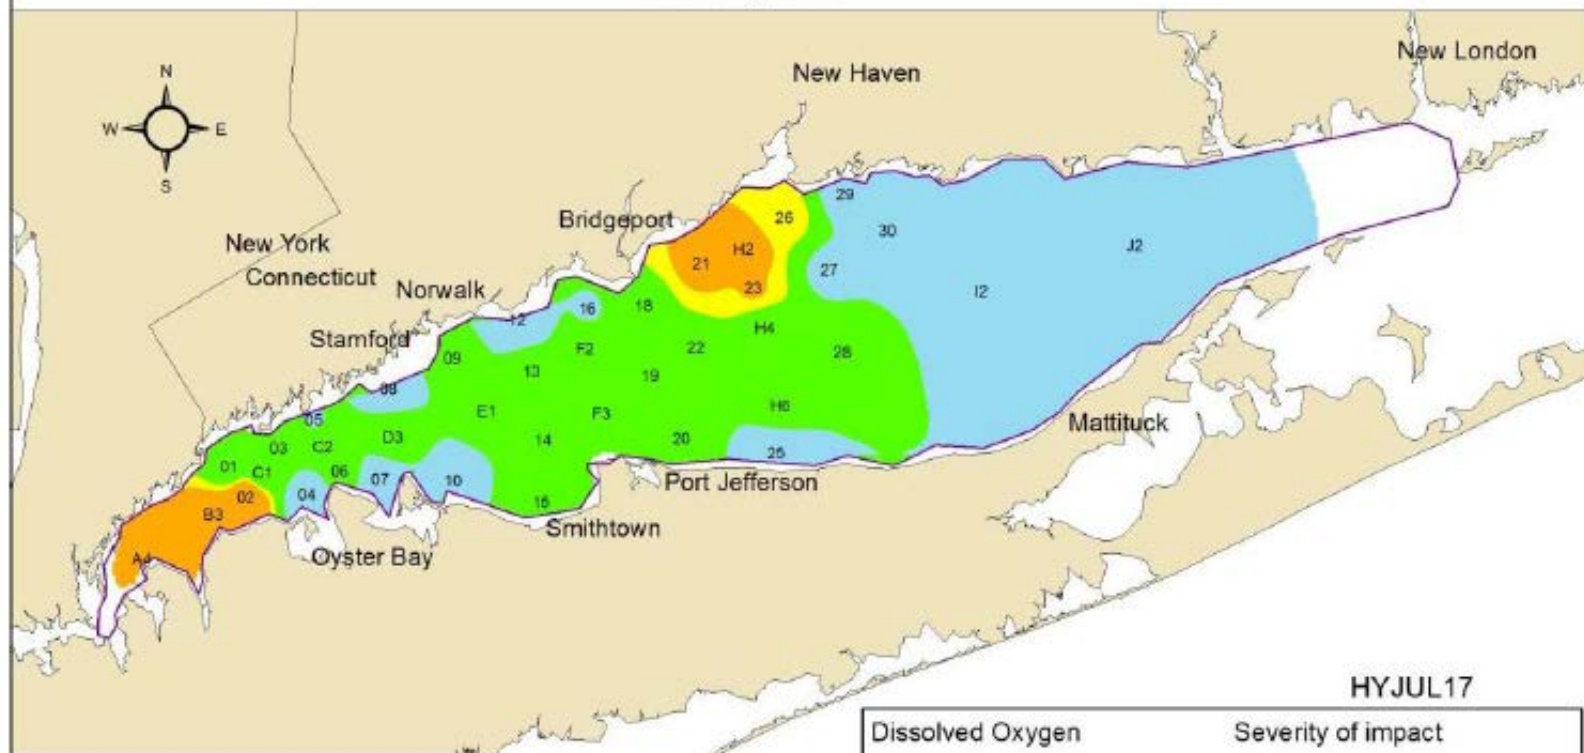 New London
New Haven
N
W E
S
29
26
Bridgeport
30
J2
New York
H2
21
27
Connecticut
Norwalk
23
I2
16
18
12
H4
Stamford
F2
22
28
09
13
19
08
H6
E1
F3
05
Mattituck
D3
14
20
03
C2
25
01
C1
06
07
10
Port Jefferson
02
04
15
B3
Smithtown
A4
Oyster Bay
HYJUL17
Dissolved Oxygen Severity of impact